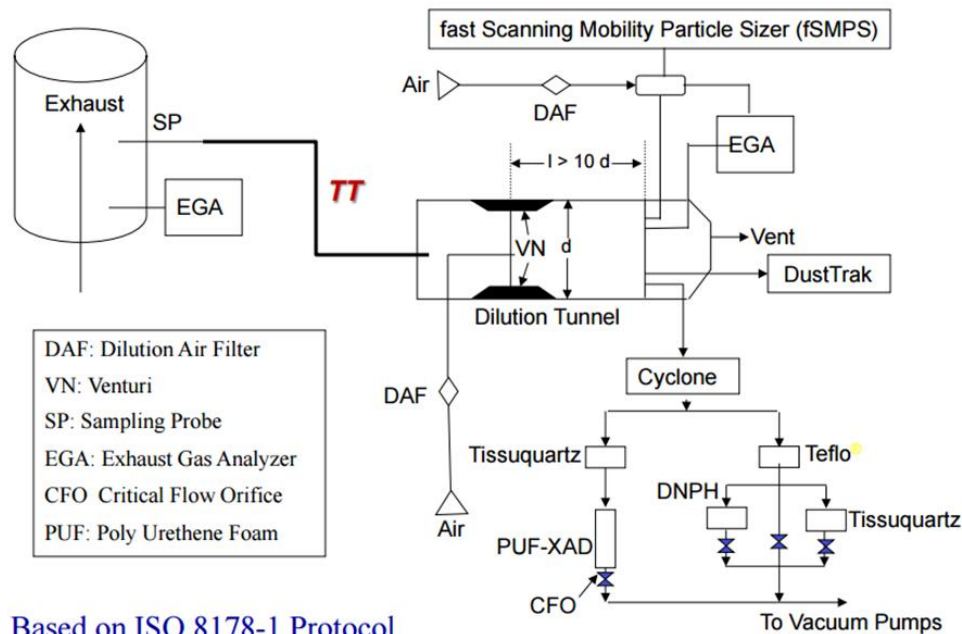 fast Scanning Mobility Particle Sizer (fSMPS)
Air
DAF
Exhaust
SP
EGA
l > 10 d
TT
EGA
VN
d
Vent
DustTrak
Dilution Tunnel
DAF: Dilution Air Filter
VN: Venturi
SP: Sampling Probe
EGA: Exhaust Gas Analyzer
CFO Critical Flow Orifice
PUF: Poly Urethene Foam
DAF
Air
Cyclone
Tissuquartz
Teflo
DNPH
Tissuquartz
PUF-XAD
CFO
To Vacuum Pumps
Based on ISO 8178-1 Protocol